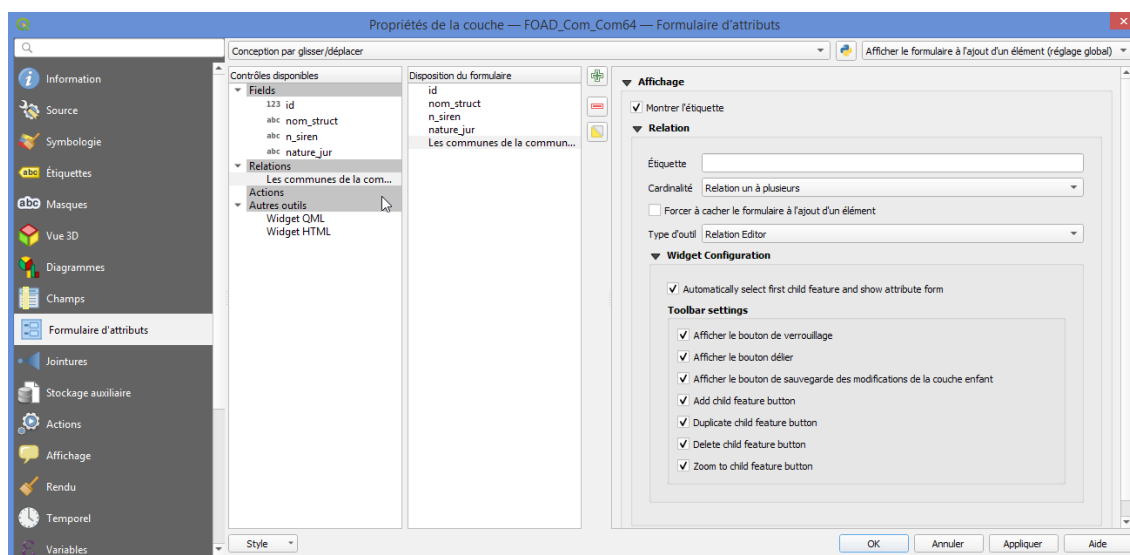 Propriétés de la couche — FOAD_Com_Com64 — Formulaire d'attributs
Conception par glisser/déplacer
Afficher le formulaire à l'ajout d'un élément (réglage global)
Information
Source
Symbologie
abc Étiquettes
abc Masques
Vue 3D
Diagrammes
Champs
Formulaire d'attributs
Jointures
Stockage auxiliaire
Actions
Affichage
Rendu
Temporel
Variables
Contrôles disponibles
Fields
123 id
abc nom_struct
abc n_siren
abc nature_jur
Relations
Les communes de la com...
Actions
Autres outils
Widget QML
Widget HTML
Disposition du formulaire
id
nom_struct
n_siren
nature_jur
Les communes de la commun...
Affichage
Montrer l'étiquette
Relation
Étiquette
Cardinalité Relation un à plusieurs
Forcer à cacher le formulaire à l'ajout d'un élément
Type d'outil Relation Editor
Widget Configuration
Automatically select first child feature and show attribute form
Toolbar settings
Afficher le bouton de verrouillage
Afficher le bouton délier
Afficher le bouton de sauvegarde des modifications de la couche enfant
Add child feature button
Duplicate child feature button
Delete child feature button
Zoom to child feature button
Style
OK
Annuler
Appliquer
Aide